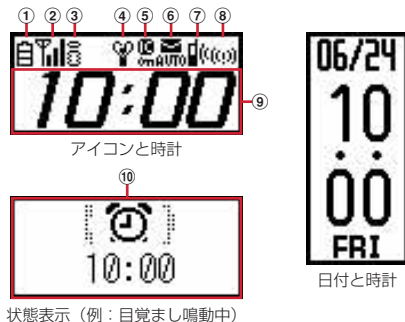 ① ② ③ ④ ⑤ ⑥ ⑦ ⑧
AUTO
10:00
⑨
アイコンと時計
⑩
10:00
状態表示（例：目覚まし鳴動中）
06/24
10
00
FRI
日付と時計